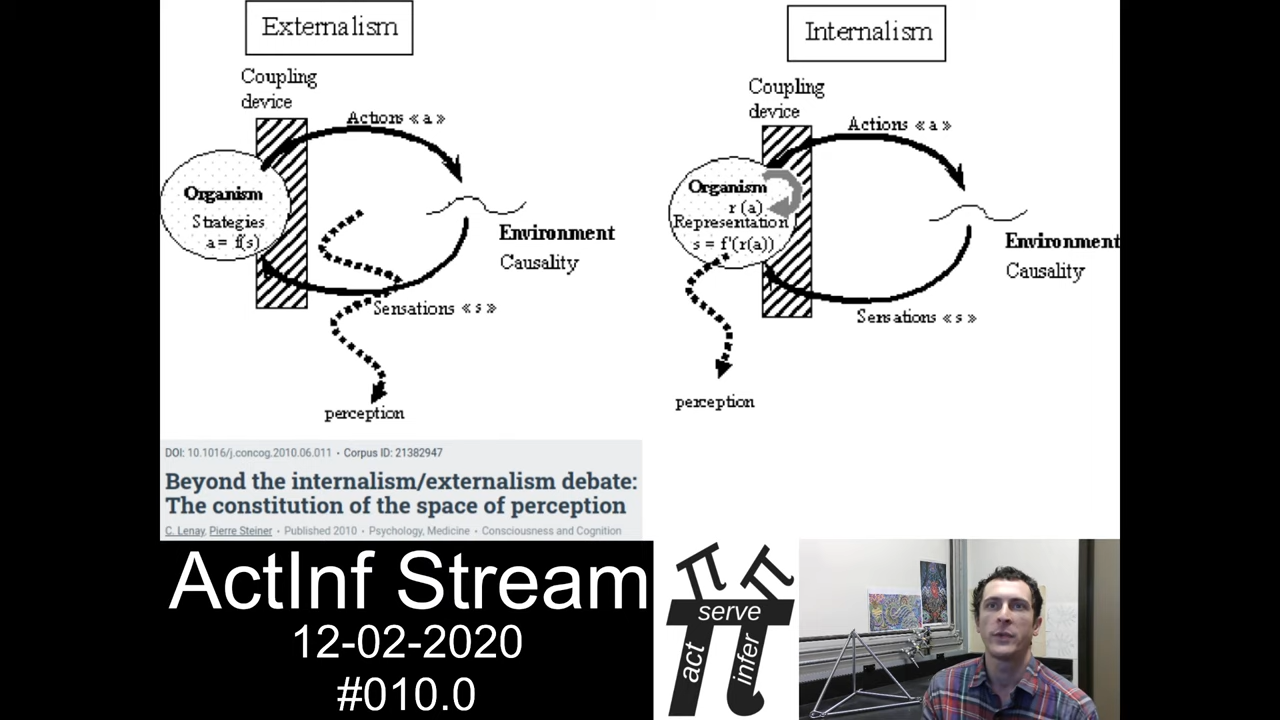 Externalism
Coupling
device
Actions « a »
Organism
Strategies
a = f(s)
Environment
Causality
Sensations « s »
perception
Internalism
Coupling
device
Actions « a »
Organism
r (a)
Representation
s = f'(r(a))
Environment
Causality
Sensations « s »
perception
DOI: 10.1016/j.concog.2010.06.011 • Corpus ID: 21382947
Beyond the internalism/externalism debate:
The constitution of the space of perception
C. Lenay, Pierre Steiner • Published 2010 • Psychology, Medicine • Consciousness and Cognition
ActInf Stream
12-02-2020
#010.0
serve
act
infer